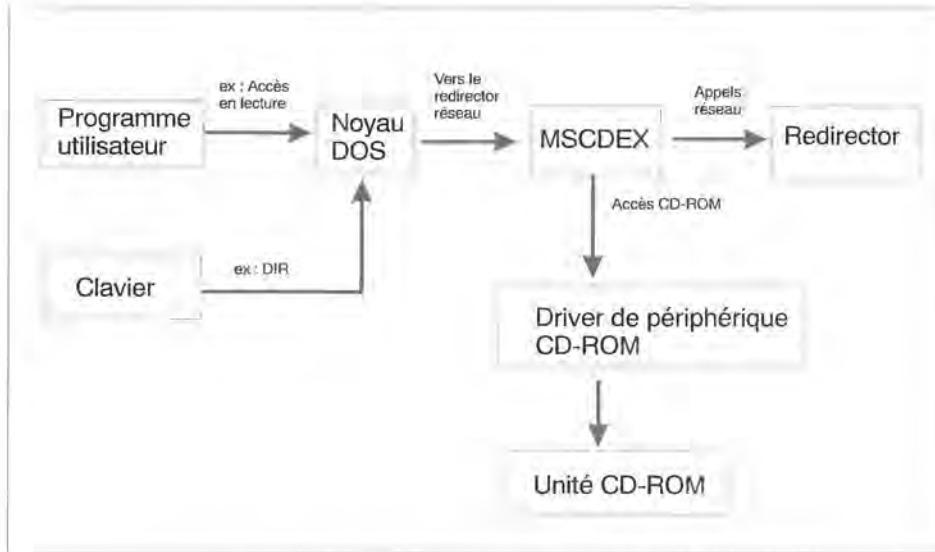 ex : Accès
en lecture
Vers le
redirector
réseau
Appels
réseau
Programme
utilisateur
Noyau
DOS
MSCDEX
Redirector
Accès CD-ROM
ex : DIR
Clavier
Driver de périphérique
CD-ROM
Unité CD-ROM